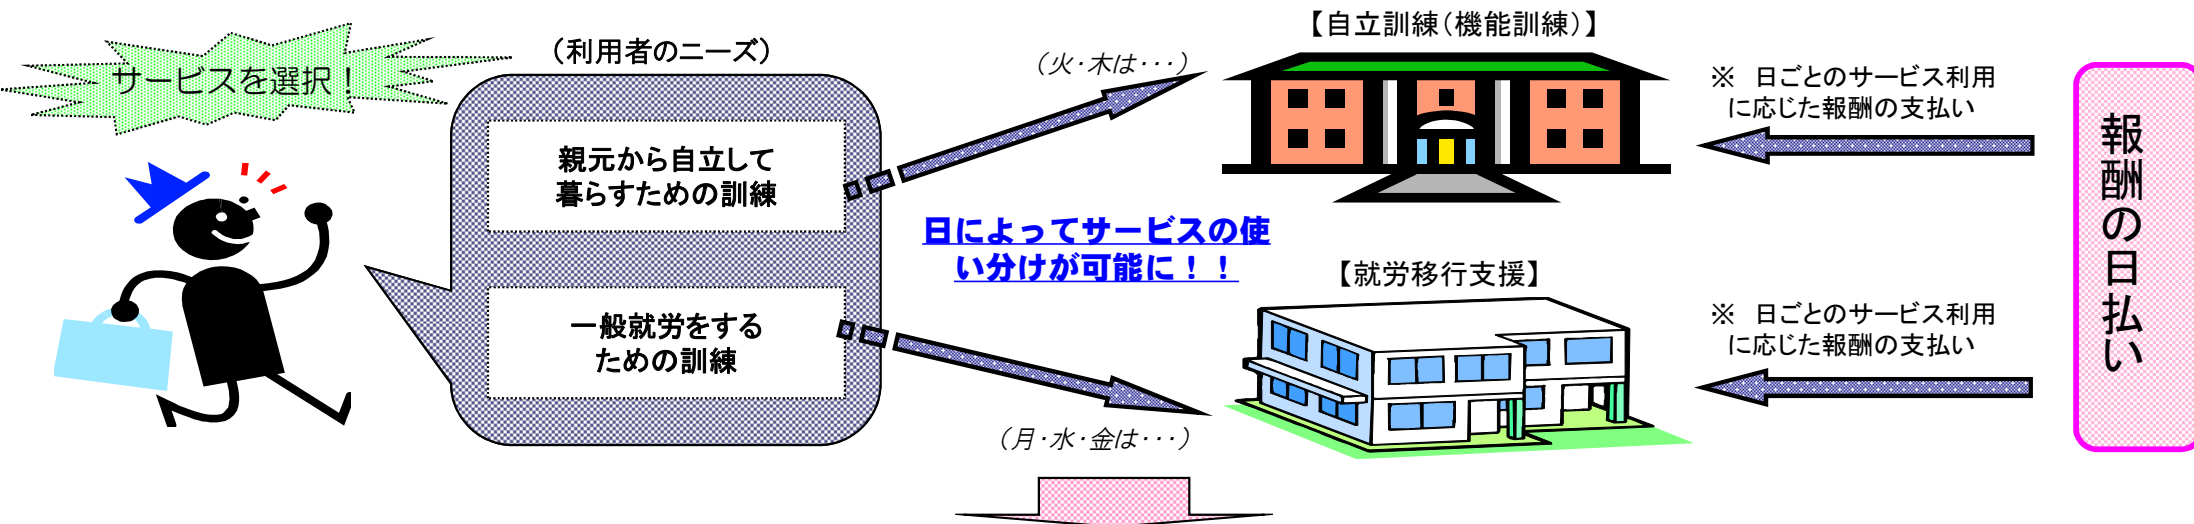 サービスを選択！
（利用者のニーズ）
親元から自立して
暮らすための訓練
一般就労をする
ための訓練
（火・木は･･･）
日によってサービスの使
い分けが可能に！！
（月・水・金は･･･）
【自立訓練（機能訓練）】
【就労移行支援】
※　日ごとのサービス利用
に応じた報酬の支払い
※　日ごとのサービス利用
に応じた報酬の支払い
報酬の日払い